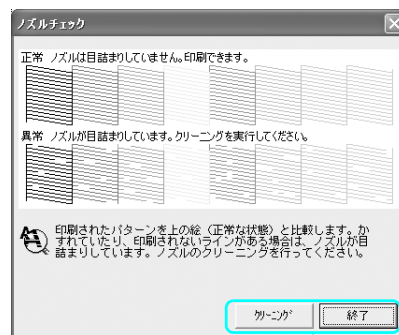 ノズルチェック
正常 ノズルは目詰まりしていません。印刷できます。
異常 ノズルが目詰まりしています。クリーニングを実行してください。
印刷されたパターンを上の絵（正常な状態）と比較します。か
すれていたり、印刷されないラインがある場合は、ノズルが目
詰まりしています。ノズルのクリーニングを行ってください。
クリーニング 終了